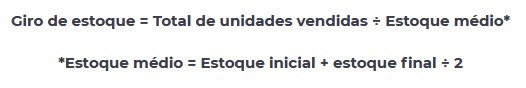 Giro de estoque = Total de unidades vendidas ÷ Estoque médio*
*Estoque médio = Estoque inicial + estoque final ÷ 2